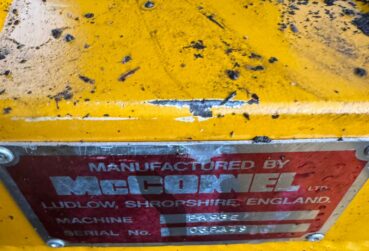 MANUFACTURED BY
McCONNEL LTD.
LUDLOW, SHROPSHIRE, ENGLAND.
MACHINE
SERIAL No.